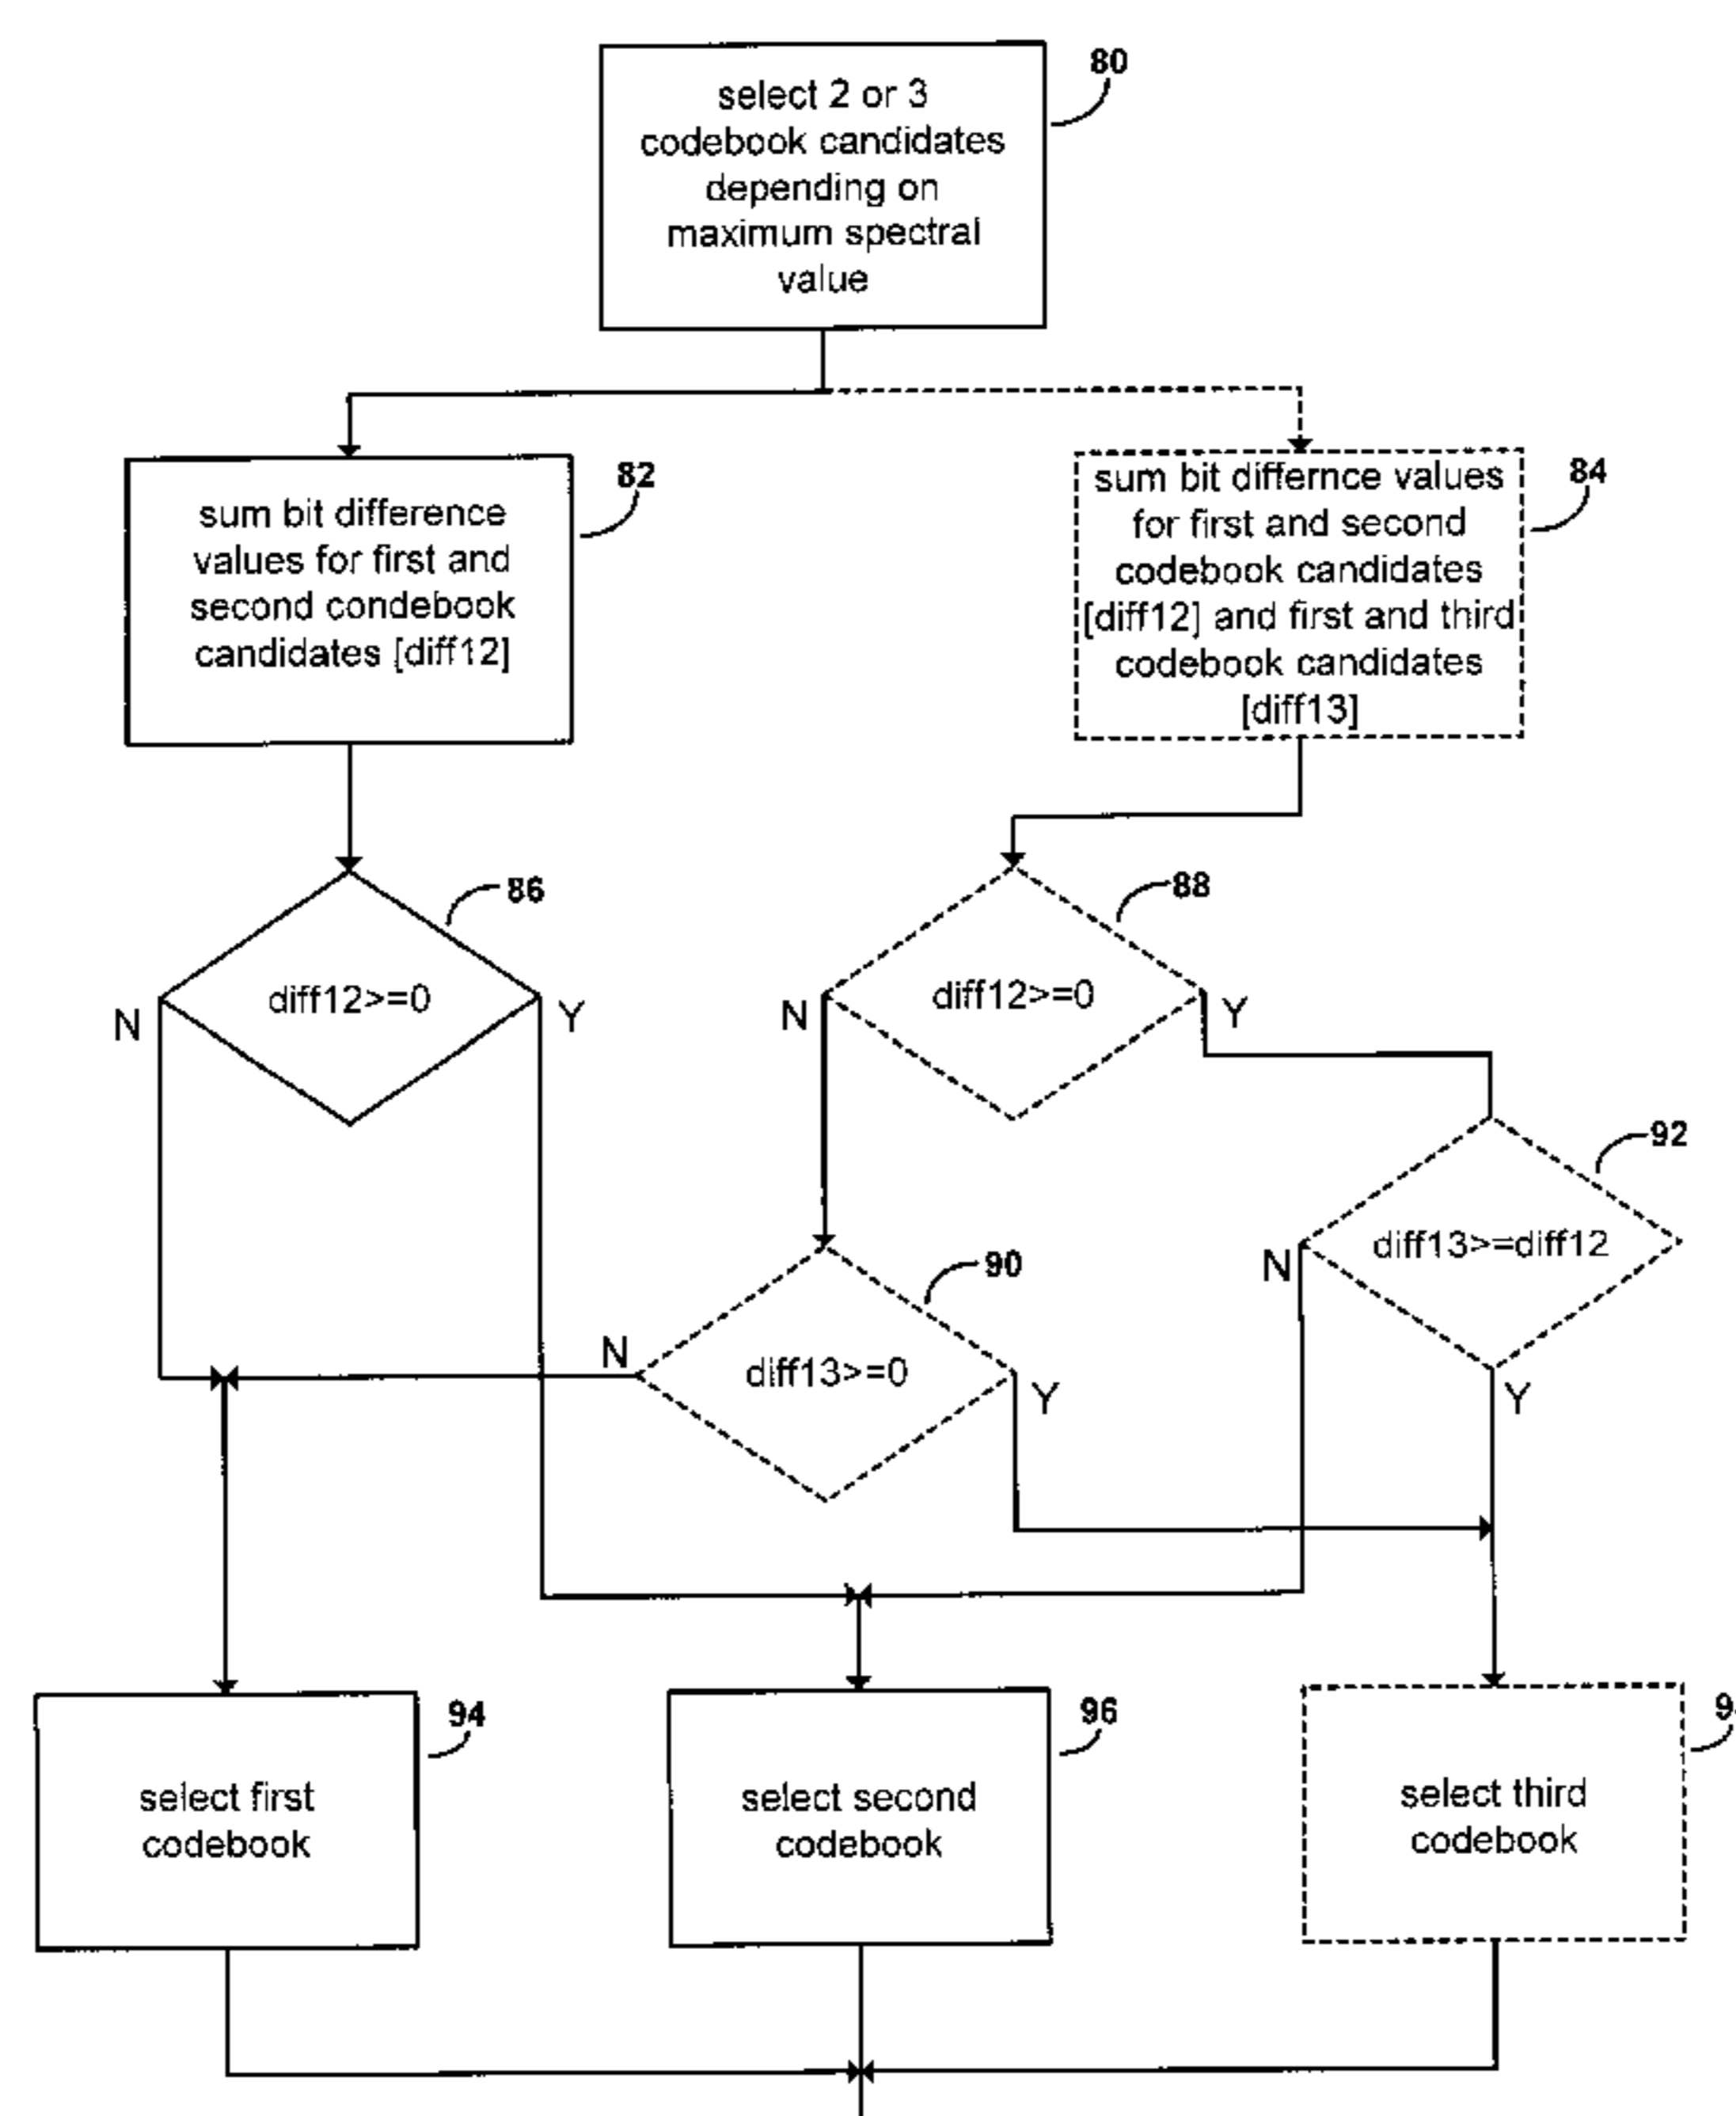 80
select 2 or 3
codebook candidates
depending on
maximum spectral
value
82
sum bit difference
values for first and
second condebook
candidates [diff12]
84
sum bit differnce values
for first and second
codebook candidates
[diff12] and first and third
codebook candidates
[diff13]
86
diff12>=0
N
Y
88
diff12>=0
N
Y
92
diff13>=diff12
N
Y
90
diff13>=0
N
Y
94
select first
codebook
96
select second
codebook
9
select third
codebook